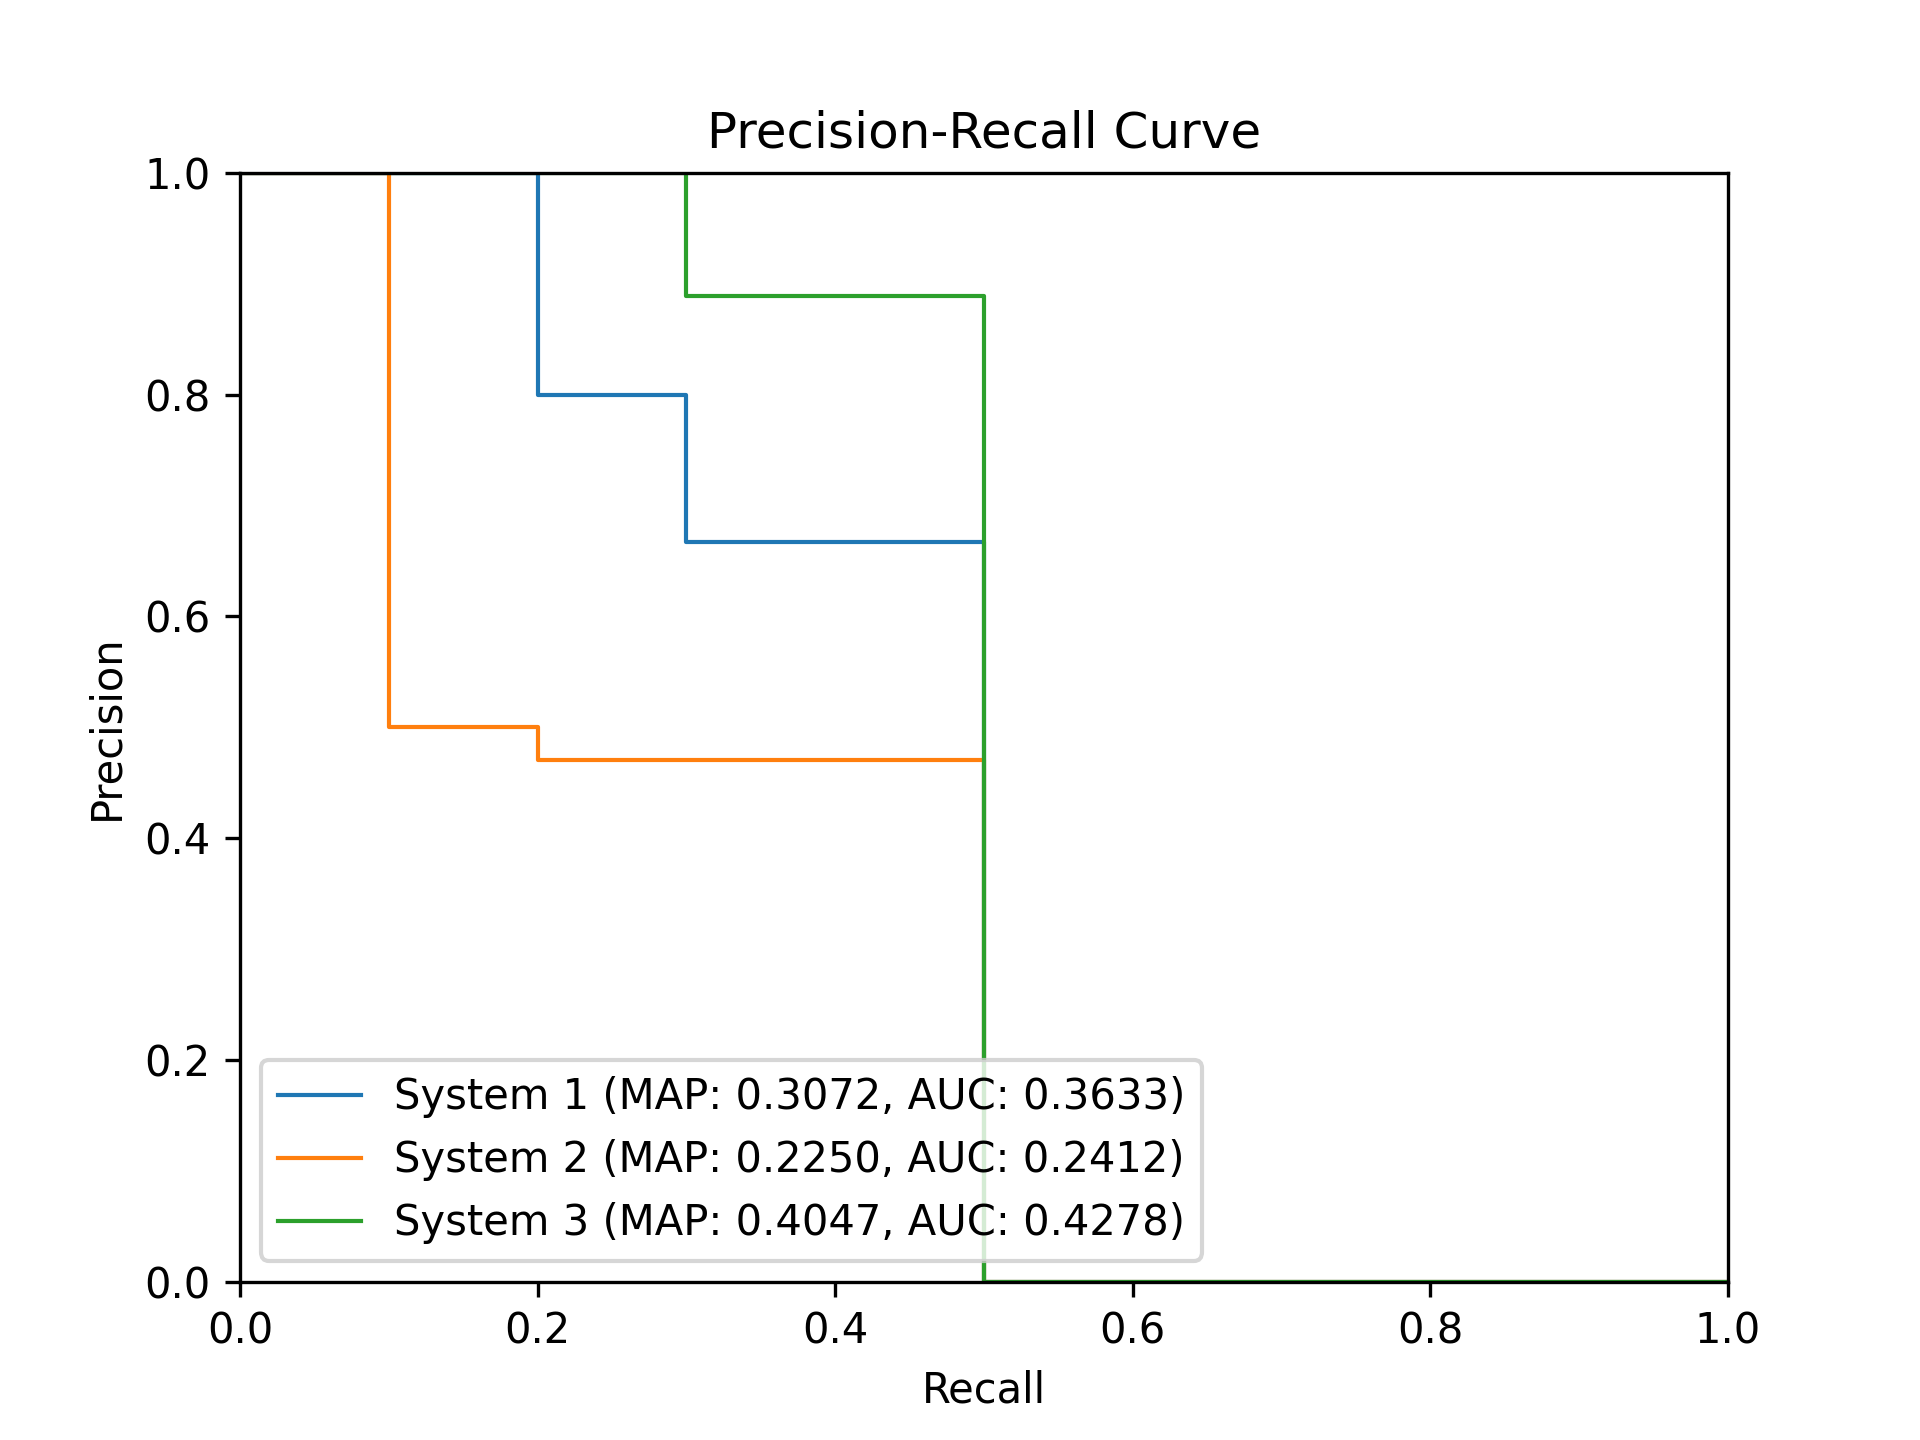 Precision-Recall Curve
1.0
0.8
0.6
0.4
0.2
0.0
Precision
System 1 (MAP: 0.3072, AUC: 0.3633)
System 2 (MAP: 0.2250, AUC: 0.2412)
System 3 (MAP: 0.4047, AUC: 0.4278)
0.0 0.2 0.4 0.6 0.8 1.0
Recall